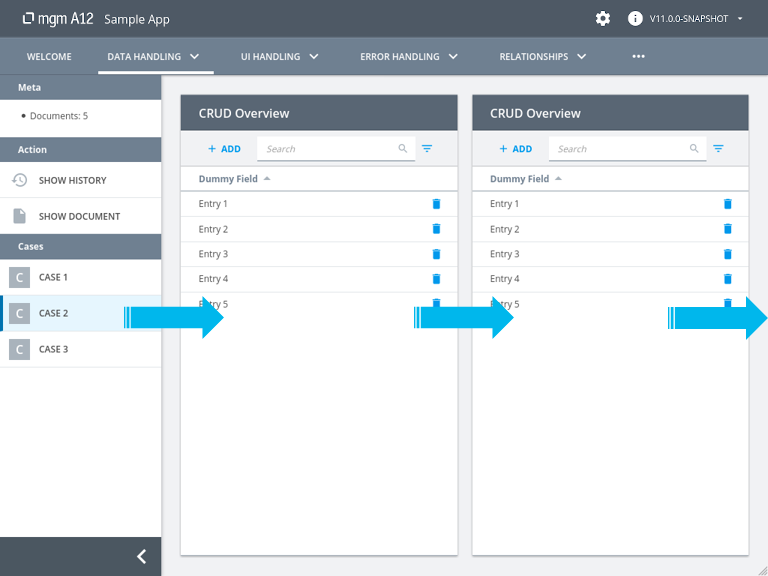 mgm A12 Sample App
V11.0.0-SNAPSHOT
WELCOME
DATA HANDLING
UI HANDLING
ERROR HANDLING
RELATIONSHIPS
Meta
Documents: 5
Action
SHOW HISTORY
SHOW DOCUMENT
Cases
C CASE 1
C CASE 2
C CASE 3
CRUD Overview
+ ADD
Search
Dummy Field
Entry 1
Entry 2
Entry 3
Entry 4
Entry 5
CRUD Overview
+ ADD
Search
Dummy Field
Entry 1
Entry 2
Entry 3
Entry 4
Entry 5